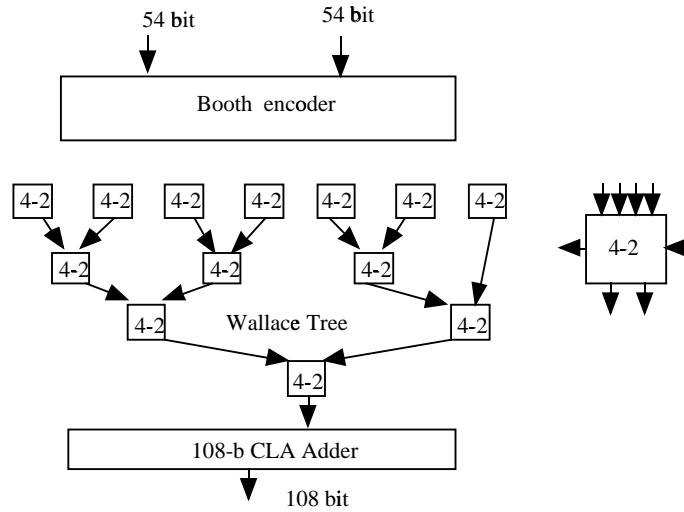 54 bit 54 bit
Booth encoder
4-2 4-2 4-2 4-2 4-2 4-2 4-2
4-2 4-2 4-2 4-2
4-2 Wallace Tree 4-2
4-2
108-b CLA Adder
108 bit